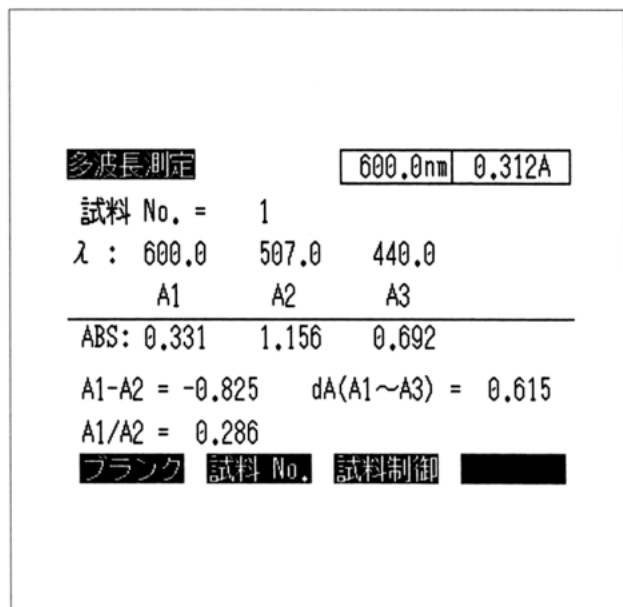 多波長測定 600.0nm 0.312A
試料 No. = 1
λ : 600.0 507.0 440.0
A1 A2 A3
ABS: 0.331 1.156 0.692
A1-A2 = -0.825 dA(A1～A3) = 0.615
A1/A2 = 0.286
ブランク 試料 No. 試料制御